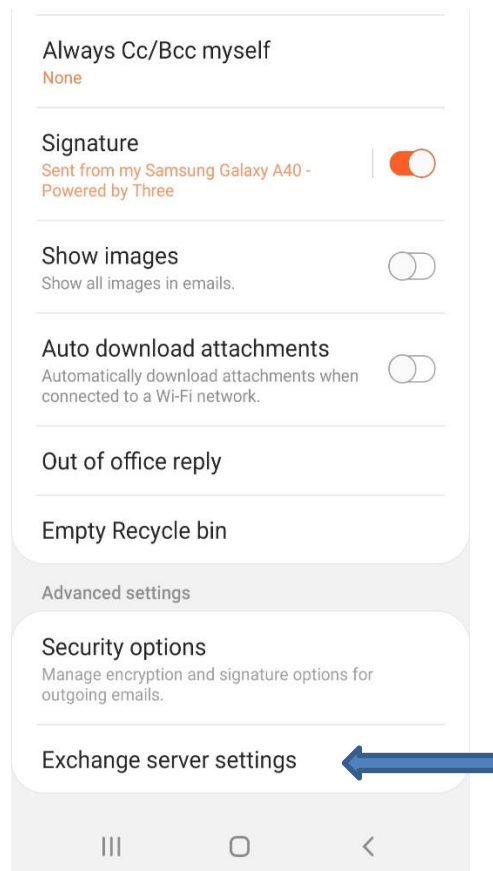 Always Cc/Bcc myself
None
Signature
Sent from my Samsung Galaxy A40 -
Powered by Three
Show images
Show all images in emails.
Auto download attachments
Automatically download attachments when
connected to a Wi-Fi network.
Out of office reply
Empty Recycle bin
Advanced settings
Security options
Manage encryption and signature options for
outgoing emails.
Exchange server settings